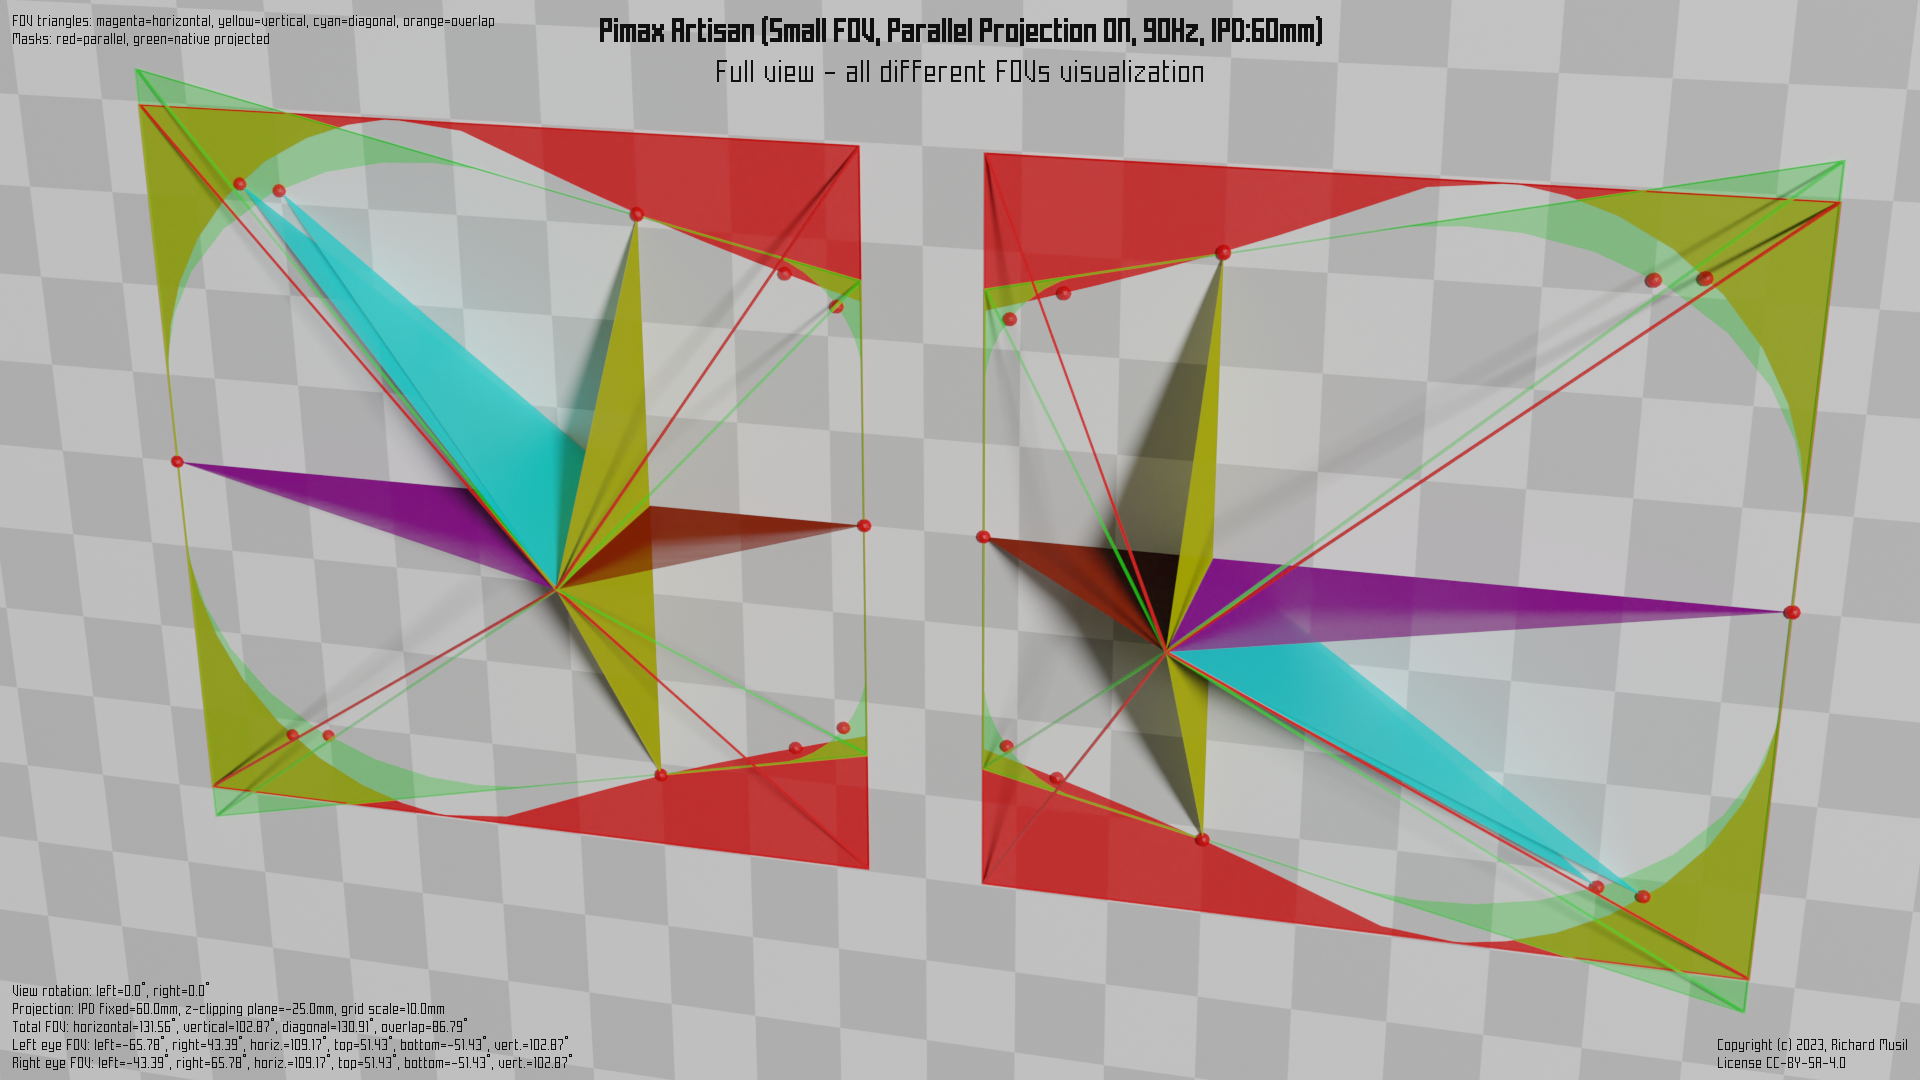 FOV triangles: magenta=horizontal, yellow=vertical, cyan=diagonal, orange=overlap
Masks: red=parallel, green=native projected
Pimax Artisan (Small FOV, Parallel Projection ON, 90Hz, IPD:60mm)
Full view - all different FOVs visualization
View rotation: left=0.0°, right=0.0°
Projection: IPD fixed=60.0mm, z-clipping plane=-25.0mm, grid scale=10.0mm
Total FOV: horizontal=131.56°, vertical=102.87°, diagonal=130.91°, overlap=86.79°
Left eye FOV: left=-65.78°, right=43.39°, horiz.=109.17°, top=51.43°, bottom=-51.43°, vert.=102.87°
Right eye FOV: left=-43.39°, right=65.78°, horiz.=109.17°, top=51.43°, bottom=-51.43°, vert.=102.87°
Copyright (c) 2023, Richard Musil
License CC-BY-SA-4.0